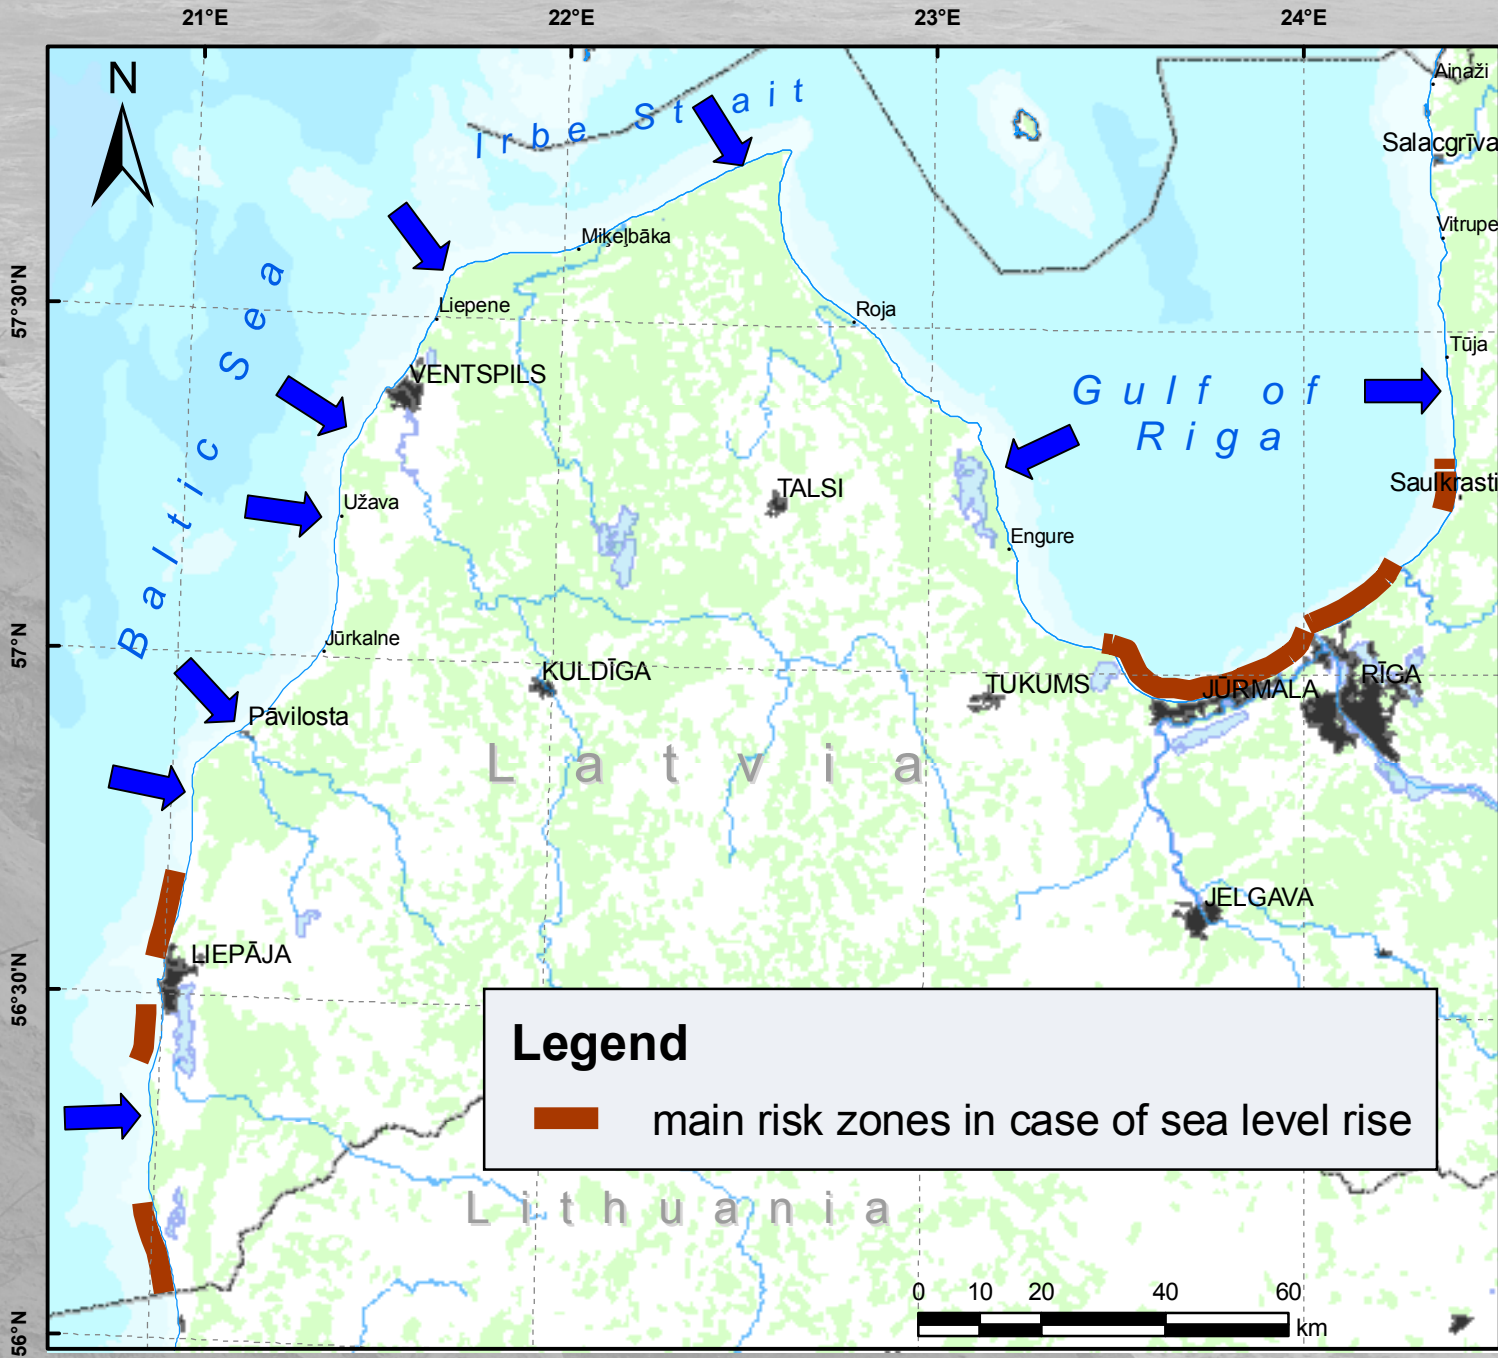 21°E
22°E
23°E
24°E
N
Irbe Strait
Ainaži
Salacgrīva
Vitrupe
57°30'N
Baltic Sea
Miķeļbāka
Liepene
Roja
Tūja
VENTSPILS
Gulf of
Riga
Užava
TALSI
Saulkrasti
Engure
57°N
Jūrkalne
KULDĪGA
TUKUMS
JŪRMALA
RĪGA
Pāvilosta
Latvia
JELGAVA
LIEPĀJA
56°30'N
Legend
main risk zones in case of sea level rise
Lithuania
0 10 20 40 60
km
56°N